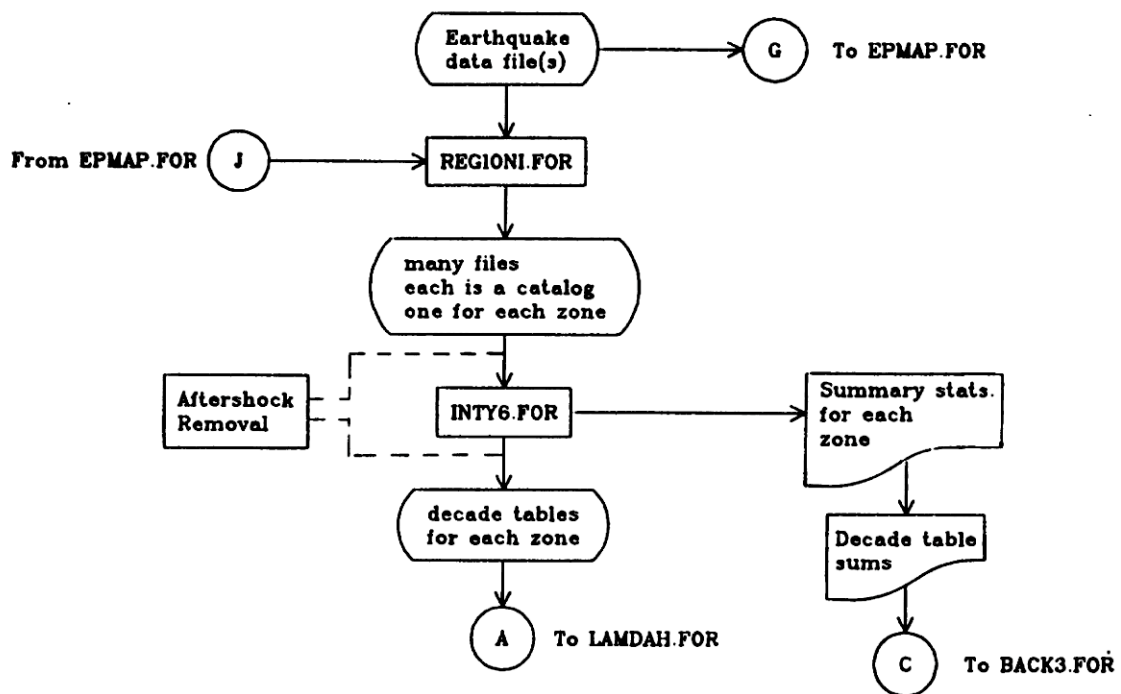 Earthquake
data file(s)
G
To EPMAP.FOR
From EPMAP.FOR
J
REGIONI.FOR
many files
each is a catalog
one for each zone
Aftershock
Removal
INTY6.FOR
Summary stats.
for each
zone
decade tables
for each zone
Decade table
sums
A
To LAMDAH.FOR
C
To BACK3.FOR